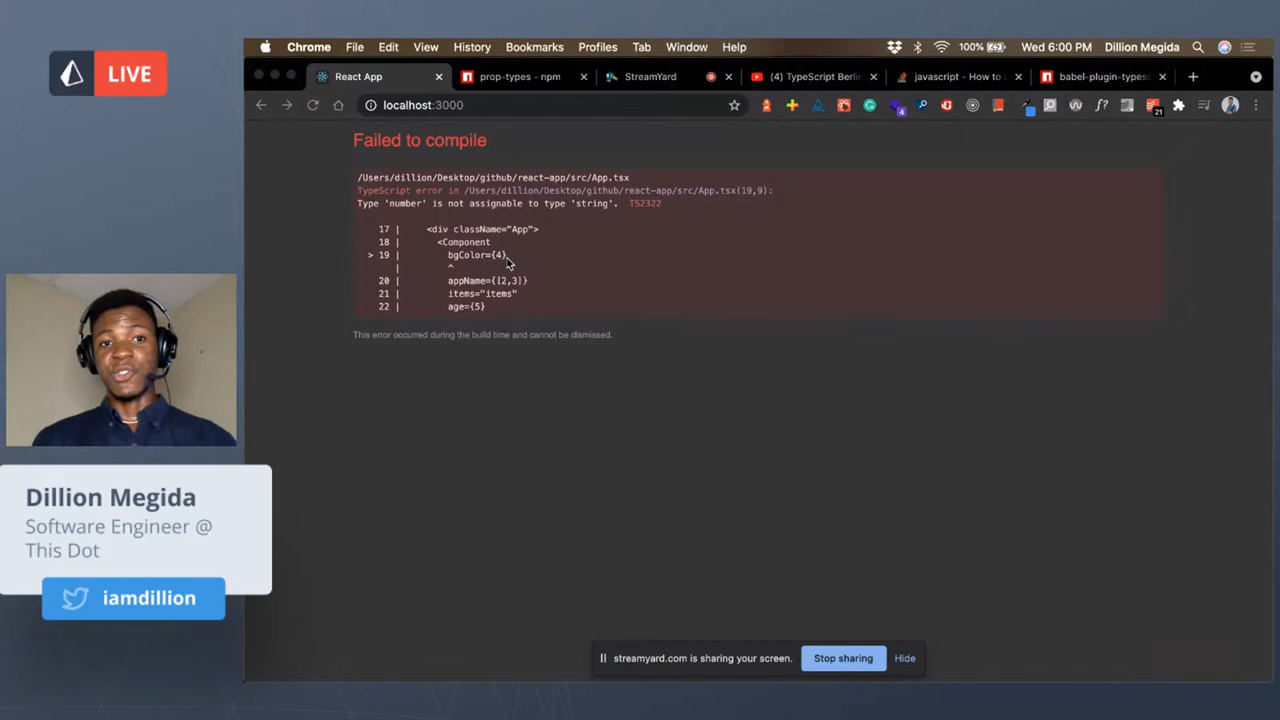 LIVE
Chrome File Edit View History Bookmarks Profiles Tab Window Help 100% Wed 6:00 PM Dillion Megida
React App prop-types - npm StreamYard (4) TypeScript Berlin javascript - How to babel-plugin-typesc
localhost:3000
4 21
Failed to compile
/Users/dillion/Desktop/github/react-app/src/App.tsx
TypeScript error in /Users/dillion/Desktop/github/react-app/src/App.tsx(19,9):
Type 'number' is not assignable to type 'string'.  TS2322
17 | <div className="App">
18 | <Component
> 19 | bgColor={4}
| ^
20 | appName={[2,3]}
21 | items="items"
22 | age={5}
This error occurred during the build time and cannot be dismissed.
Dillion Megida
Software Engineer @
This Dot
iamdillion
streamyard.com is sharing your screen. Stop sharing Hide